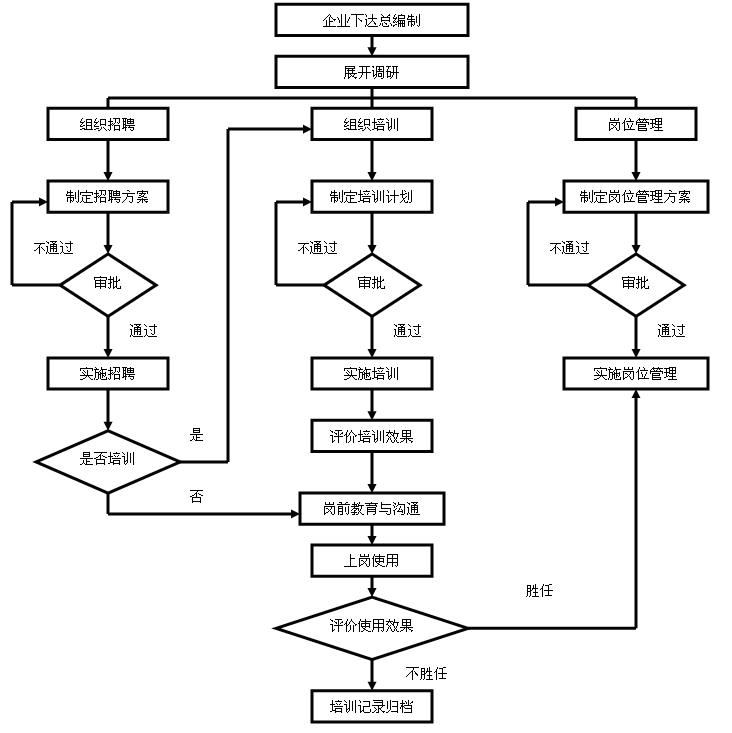 企业下达总编制
展开调研
组织招聘
组织培训
岗位管理
制定招聘方案
制定培训计划
制定岗位管理方案
不通过
不通过
不通过
审批
审批
审批
通过
通过
通过
实施招聘
实施培训
实施岗位管理
是
评价培训效果
是否培训
否
岗前教育与沟通
上岗使用
胜任
评价使用效果
不胜任
培训记录归档